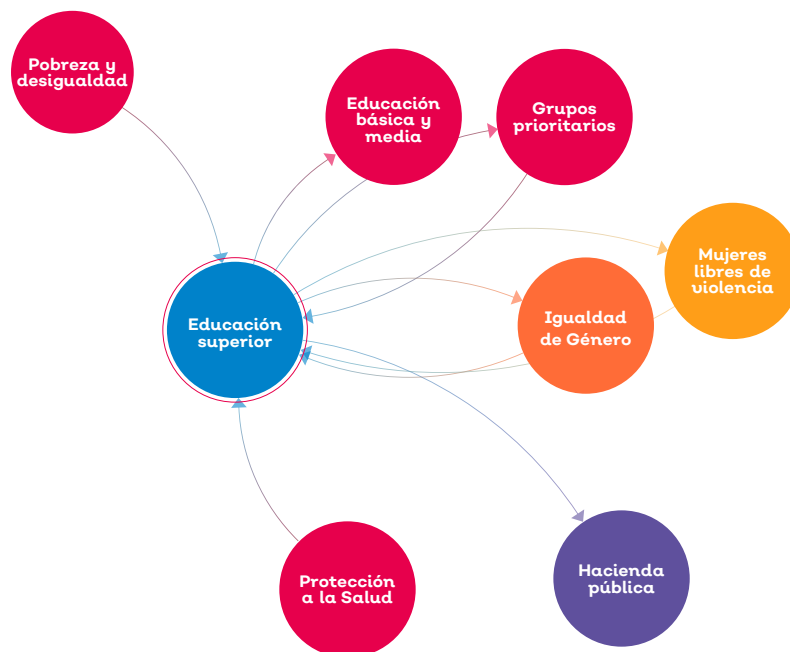 Pobreza y
desigualdad
Educación
básica y
media
Grupos
prioritarios
Mujeres
libres de
violencia
Educación
superior
Igualdad
de Género
Protección
a la Salud
Hacienda
pública